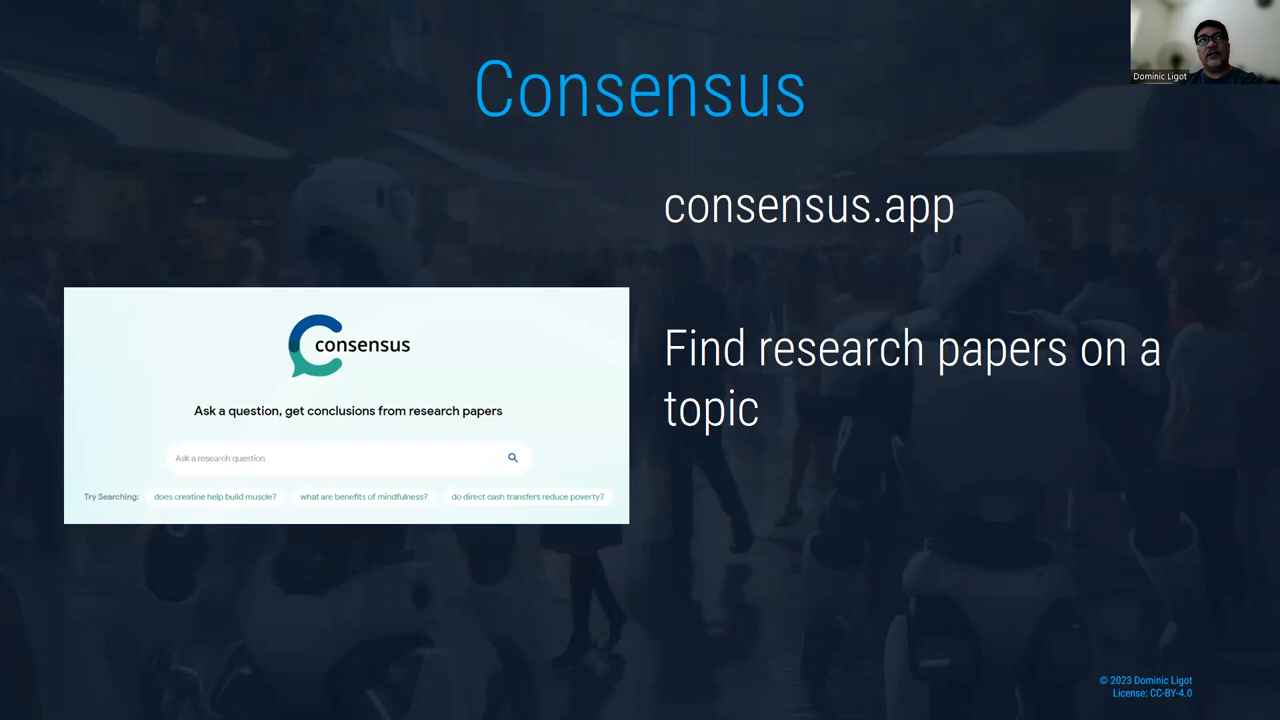 Dominic Ligot
Consensus
consensus.app
Find research papers on a
topic
consensus
Ask a question, get conclusions from research papers
Ask a research question
Try Searching: does creatine help build muscle? what are benefits of mindfulness? do direct cash transfers reduce poverty?
© 2023 Dominic Ligot
License: CC-BY-4.0